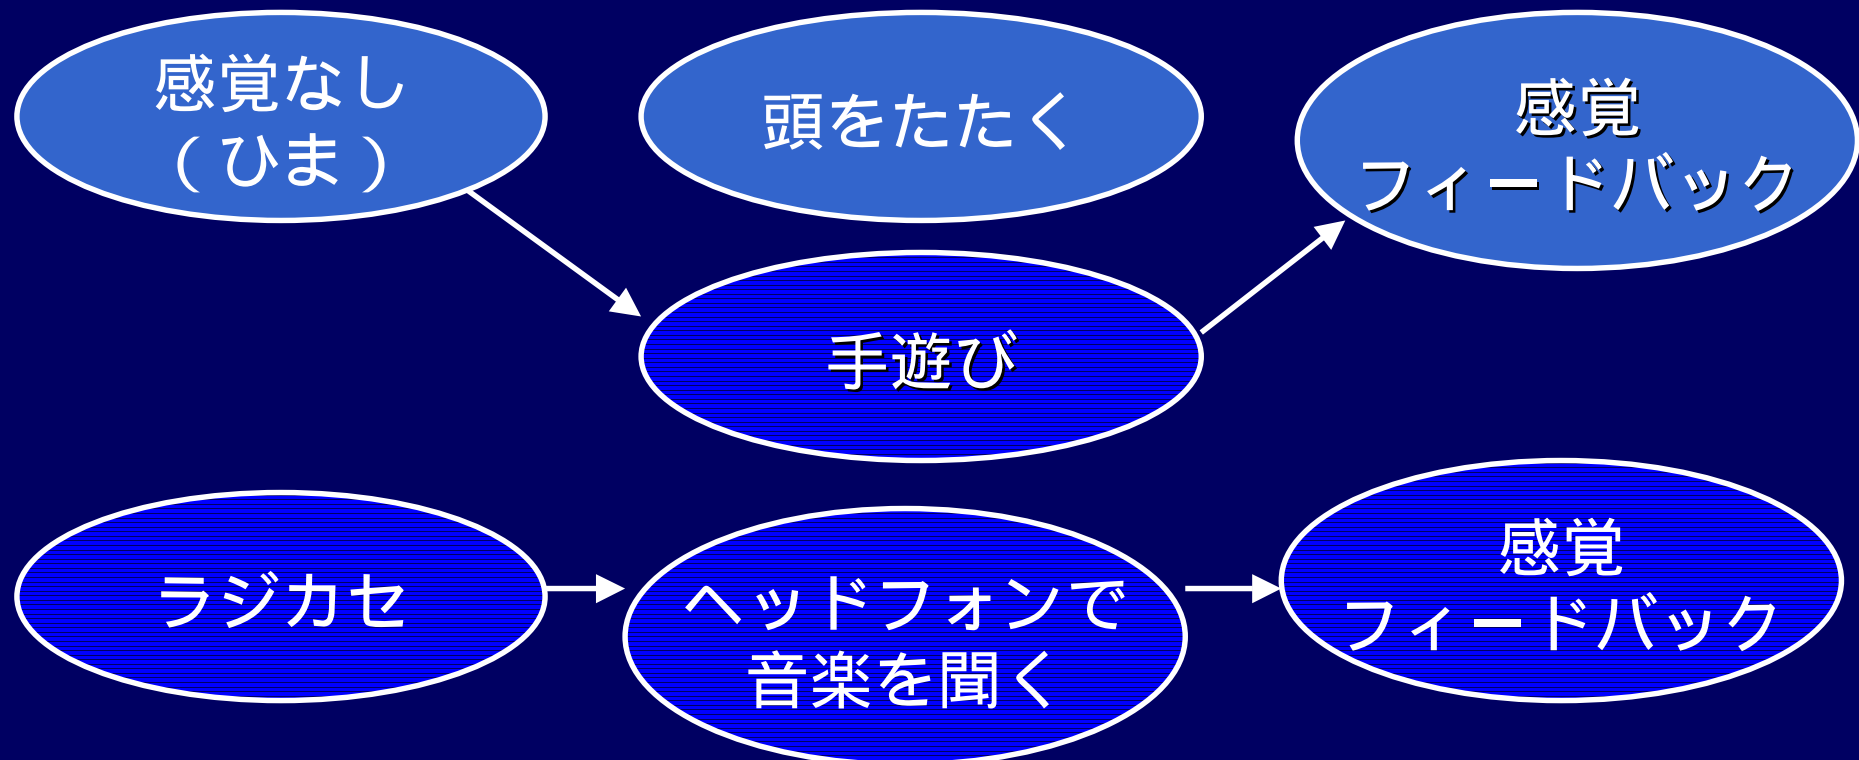 感覚なし
（ひま）
頭をたたく
感覚
フィードバック
手遊び
ラジカセ
ヘッドフォンで
音楽を聞く
感覚
フィードバック